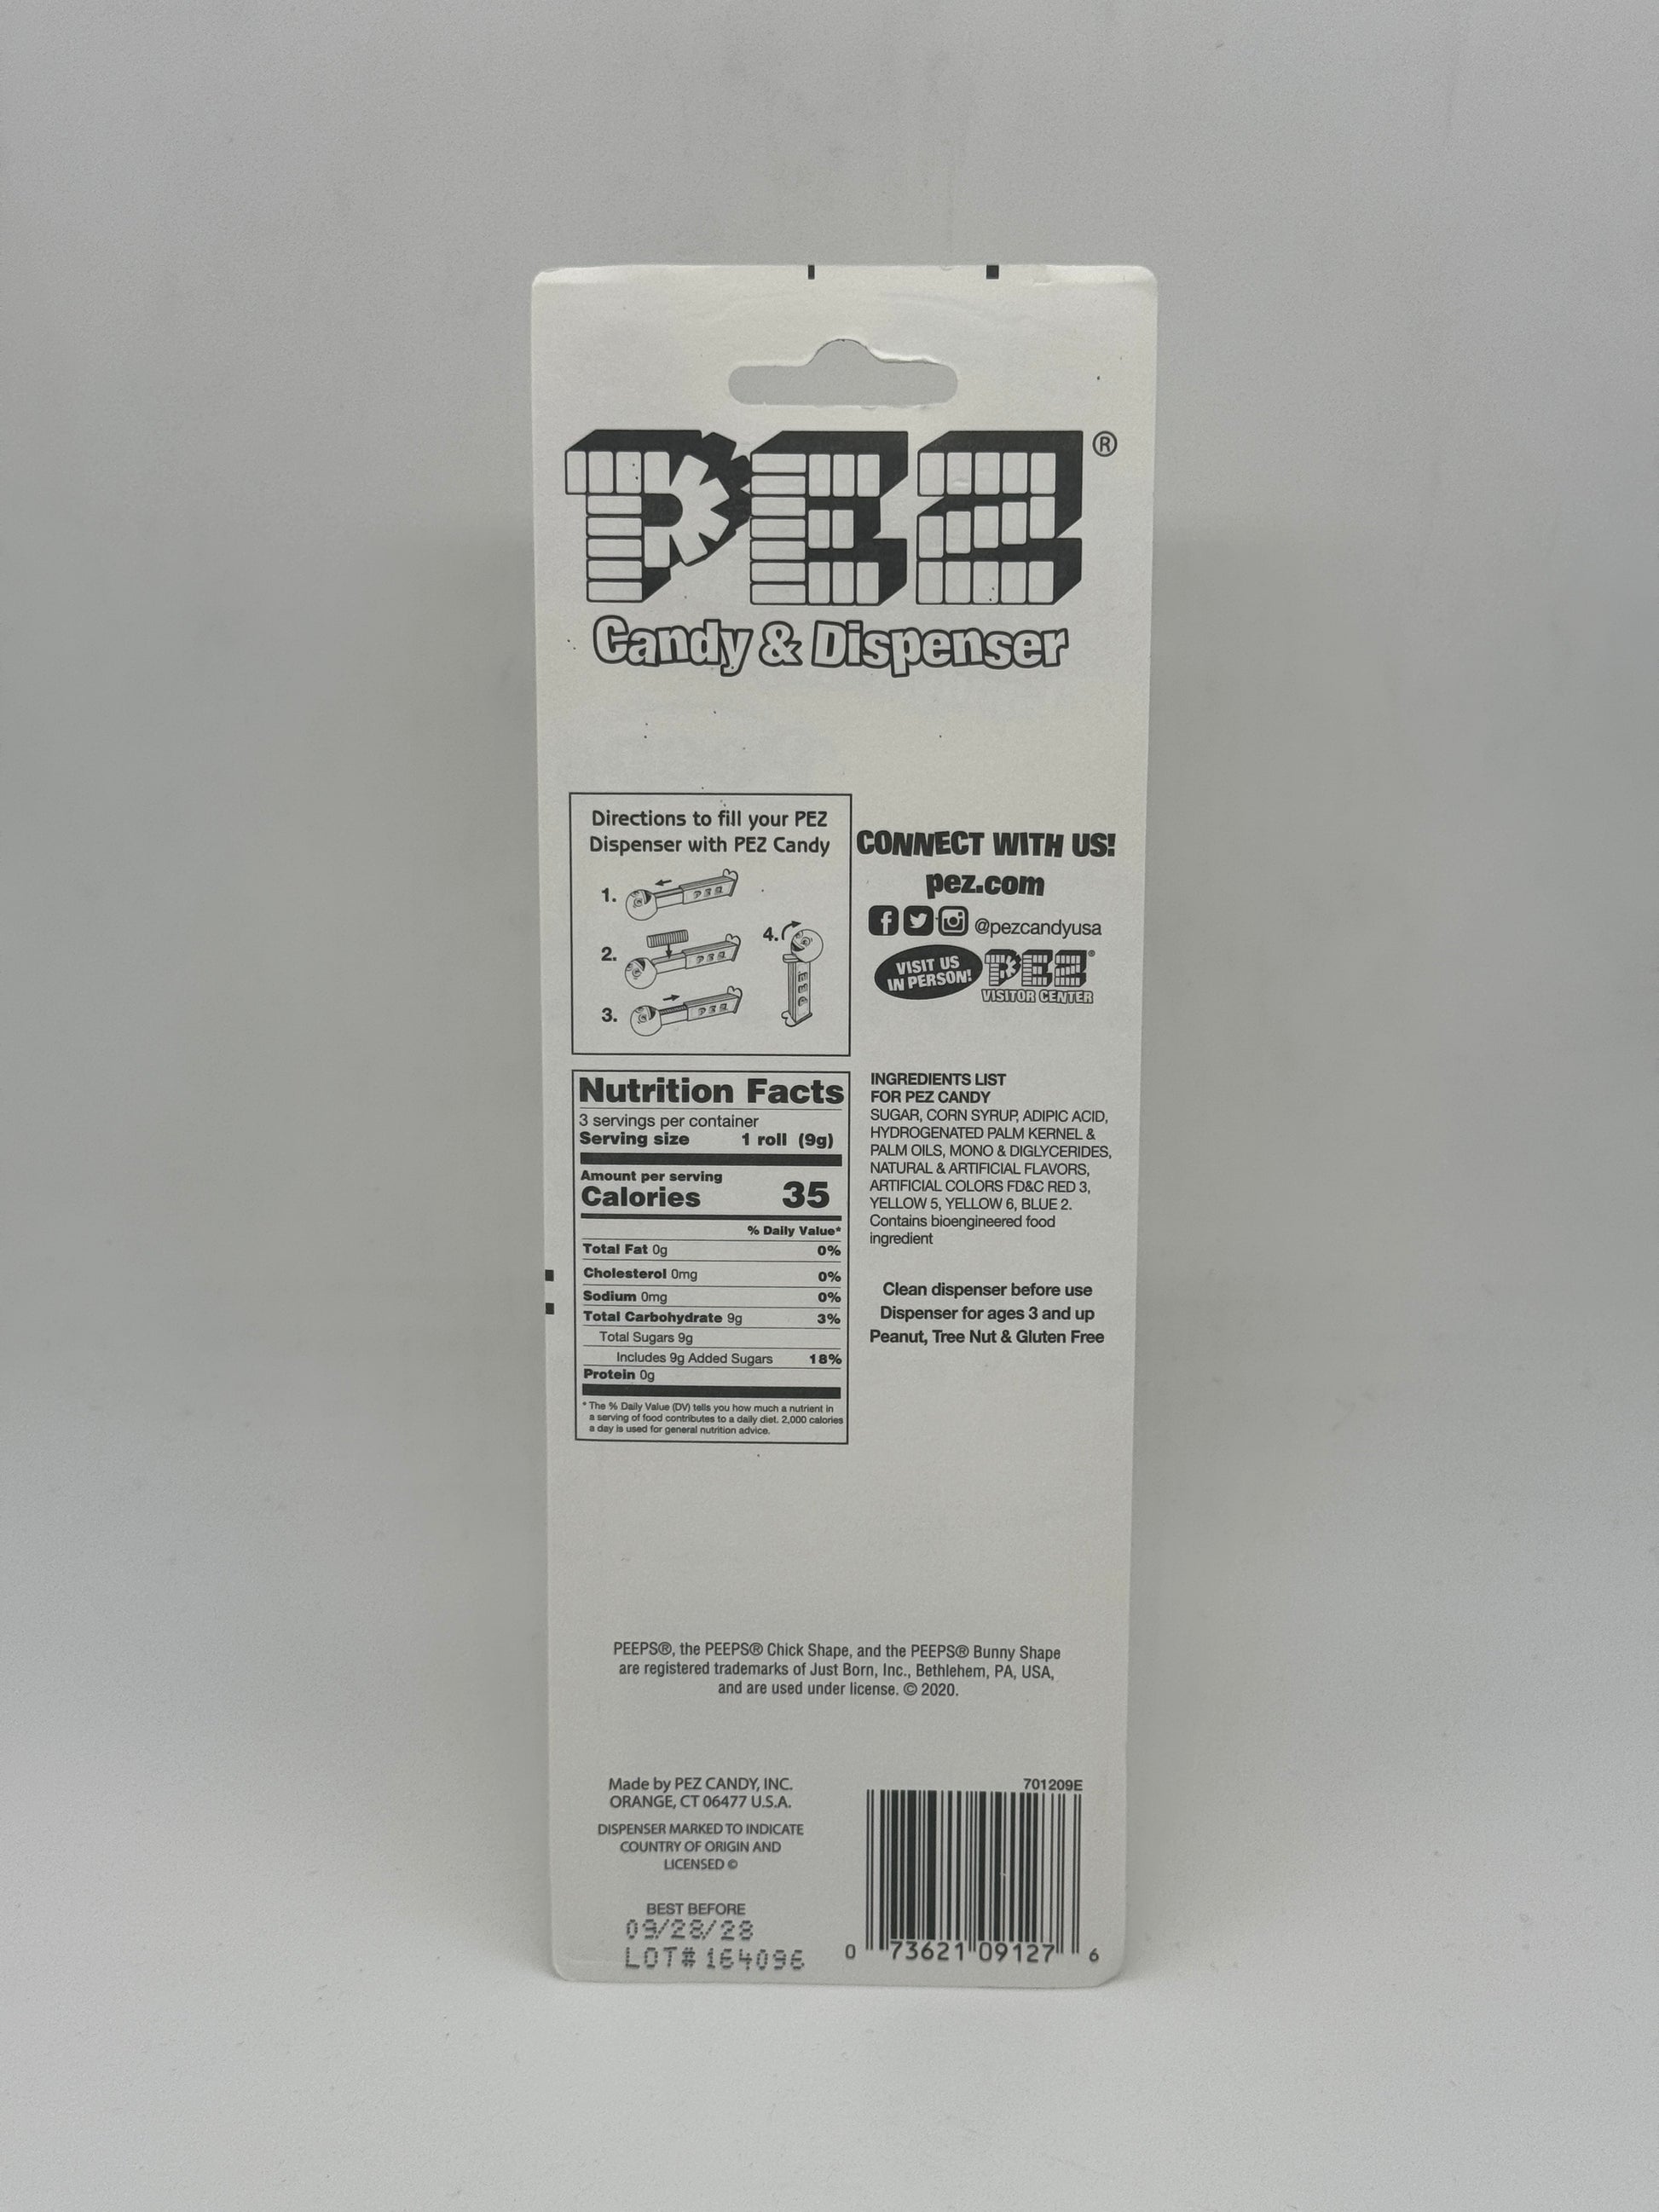 PEZ®
Candy & Dispenser
Directions to fill your PEZ
Dispenser with PEZ Candy
1.
PEZ
2.
PEZ
3.
PEZ
4.
PEZ
CONNECT WITH US!
pez.com
@pezcandyusa
VISIT US
IN PERSON!
PEZ®
VISITOR CENTER
Nutrition Facts
3 servings per container
Serving size 1 roll (9g)
Amount per serving
Calories 35
% Daily Value*
Total Fat 0g 0%
Cholesterol 0mg 0%
Sodium 0mg 0%
Total Carbohydrate 9g 3%
Total Sugars 9g
Includes 9g Added Sugars 18%
Protein 0g
* The % Daily Value (DV) tells you how much a nutrient in
a serving of food contributes to a daily diet. 2,000 calories
a day is used for general nutrition advice.
INGREDIENTS LIST
FOR PEZ CANDY
SUGAR, CORN SYRUP, ADIPIC ACID,
HYDROGENATED PALM KERNEL &
PALM OILS, MONO & DIGLYCERIDES,
NATURAL & ARTIFICIAL FLAVORS,
ARTIFICIAL COLORS FD&C RED 3,
YELLOW 5, YELLOW 6, BLUE 2.
Contains bioengineered food
ingredient
Clean dispenser before use
Dispenser for ages 3 and up
Peanut, Tree Nut & Gluten Free
PEEPS®, the PEEPS® Chick Shape, and the PEEPS® Bunny Shape
are registered trademarks of Just Born, Inc., Bethlehem, PA, USA,
and are used under license. © 2020.
Made by PEZ CANDY, INC.
ORANGE, CT 06477 U.S.A.
DISPENSER MARKED TO INDICATE
COUNTRY OF ORIGIN AND
LICENSED ©
BEST BEFORE
09/28/28
LOT# 164096
701209E
0 73621 09127 6